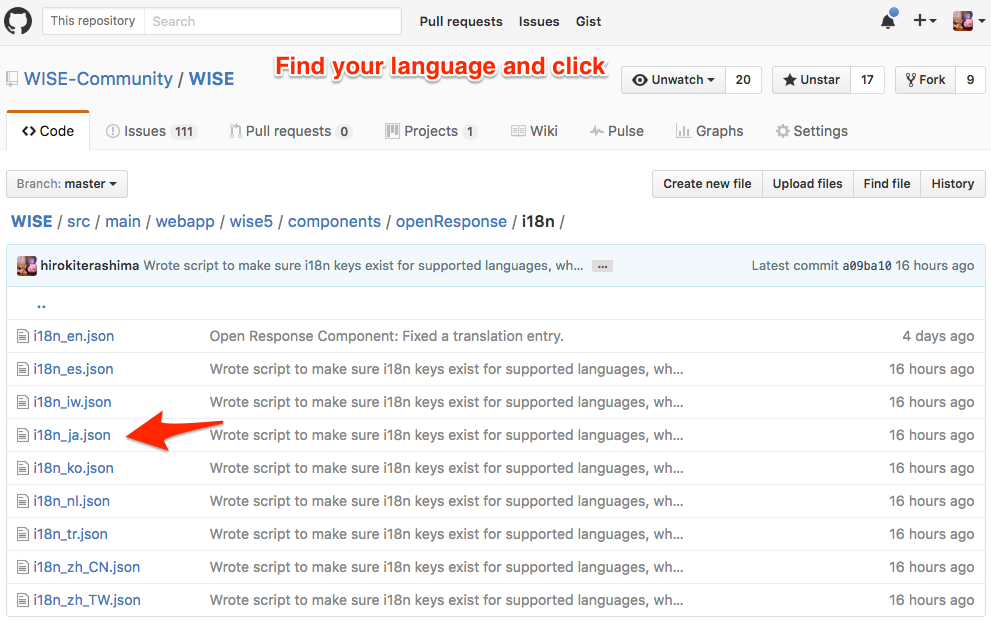 This repository Search Pull requests Issues Gist
Find your language and click
WISE-Community / WISE Unwatch 20 Unstar 17 Fork 9
Code Issues 111 Pull requests 0 Projects 1 Wiki Pulse Graphs Settings
Branch: master Create new file Upload files Find file History
WISE / src / main / webapp / wise5 / components / openResponse / i18n /
hirokiterashima Wrote script to make sure i18n keys exist for supported languages, wh... ... Latest commit a09ba10 16 hours ago
..
i18n_en.json Open Response Component: Fixed a translation entry. 4 days ago
i18n_es.json Wrote script to make sure i18n keys exist for supported languages, wh... 16 hours ago
i18n_iw.json Wrote script to make sure i18n keys exist for supported languages, wh... 16 hours ago
i18n_ja.json Wrote script to make sure i18n keys exist for supported languages, wh... 16 hours ago
i18n_ko.json Wrote script to make sure i18n keys exist for supported languages, wh... 16 hours ago
i18n_nl.json Wrote script to make sure i18n keys exist for supported languages, wh... 16 hours ago
i18n_tr.json Wrote script to make sure i18n keys exist for supported languages, wh... 16 hours ago
i18n_zh_CN.json Wrote script to make sure i18n keys exist for supported languages, wh... 16 hours ago
i18n_zh_TW.json Wrote script to make sure i18n keys exist for supported languages, wh... 16 hours ago